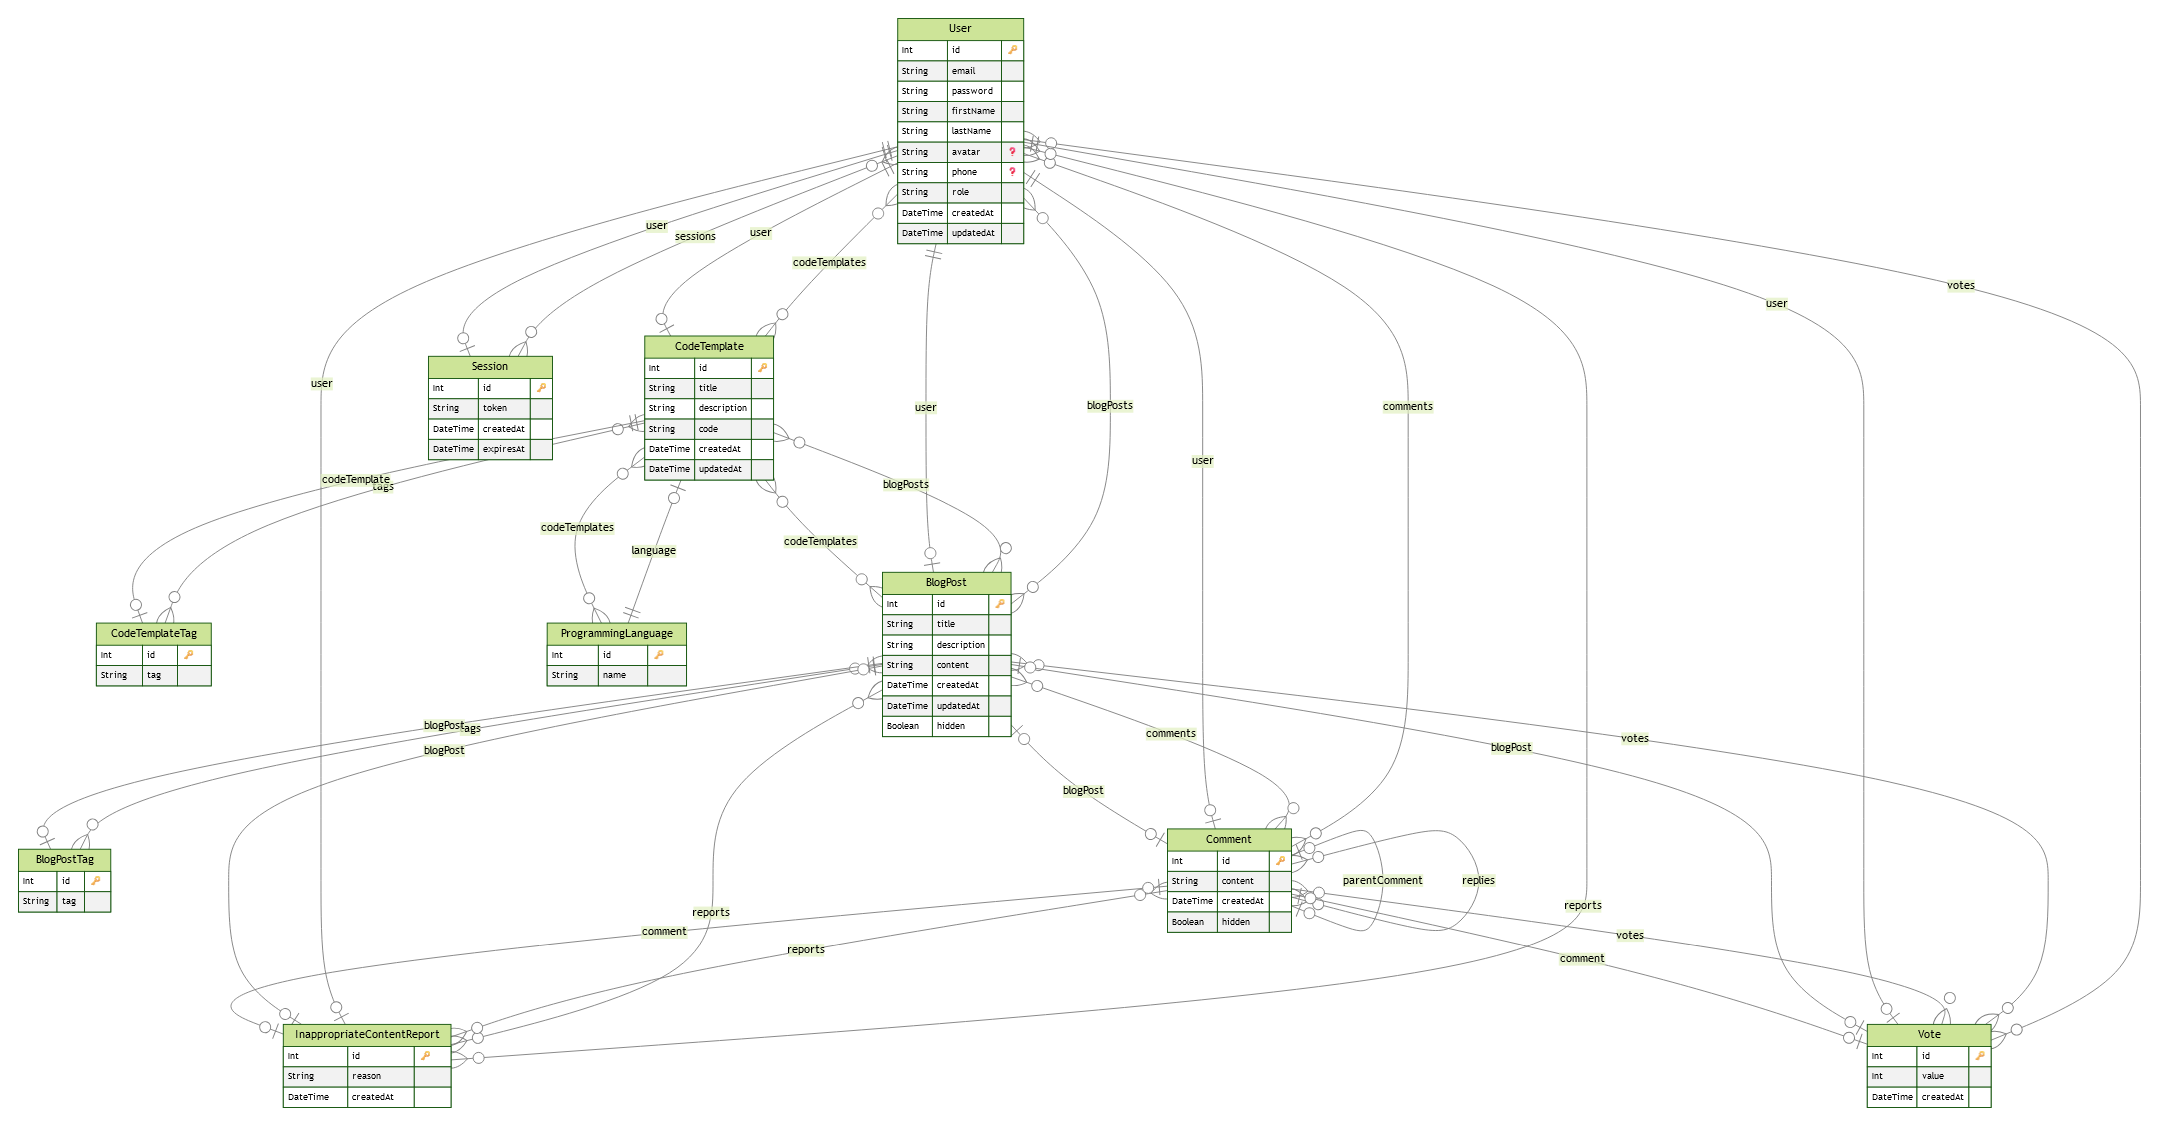 User
Int id
String email
String password
String firstName
String lastName
String avatar ?
String phone ?
String role
DateTime createdAt
DateTime updatedAt
user
sessions
user
codeTemplates
votes
user
user
Session
Int id
String token
DateTime createdAt
DateTime expiresAt
CodeTemplate
Int id
String title
String description
String code
DateTime createdAt
DateTime updatedAt
user
blogPosts
comments
user
codeTemplate
tags
blogPosts
codeTemplates
language
codeTemplates
CodeTemplateTag
Int id
String tag
ProgrammingLanguage
Int id
String name
BlogPost
Int id
String title
String description
String content
DateTime createdAt
DateTime updatedAt
Boolean hidden
blogPost
tags
blogPost
comments
blogPost
blogPost
votes
BlogPostTag
Int id
String tag
Comment
Int id
String content
DateTime createdAt
Boolean hidden
parentComment
replies
reports
reports
comment
reports
votes
comment
InappropriateContentReport
Int id
String reason
DateTime createdAt
Vote
Int id
Int value
DateTime createdAt